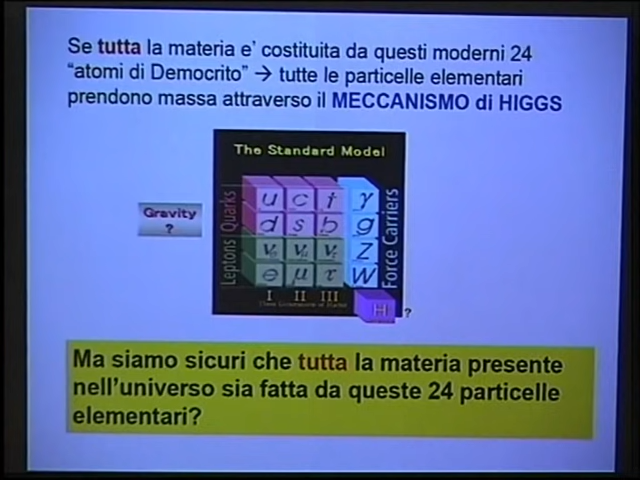 Se tutta la materia e' costituita da questi moderni 24
"atomi di Democrito" → tutte le particelle elementari
prendono massa attraverso il MECCANISMO di HIGGS
The Standard Model
Gravity
?
Quarks
Leptons
Force Carriers
u c t γ
d s b g
νe νμ ντ Z
e μ τ W
I II III
H ?
Ma siamo sicuri che tutta la materia presente
nell'universo sia fatta da queste 24 particelle
elementari?